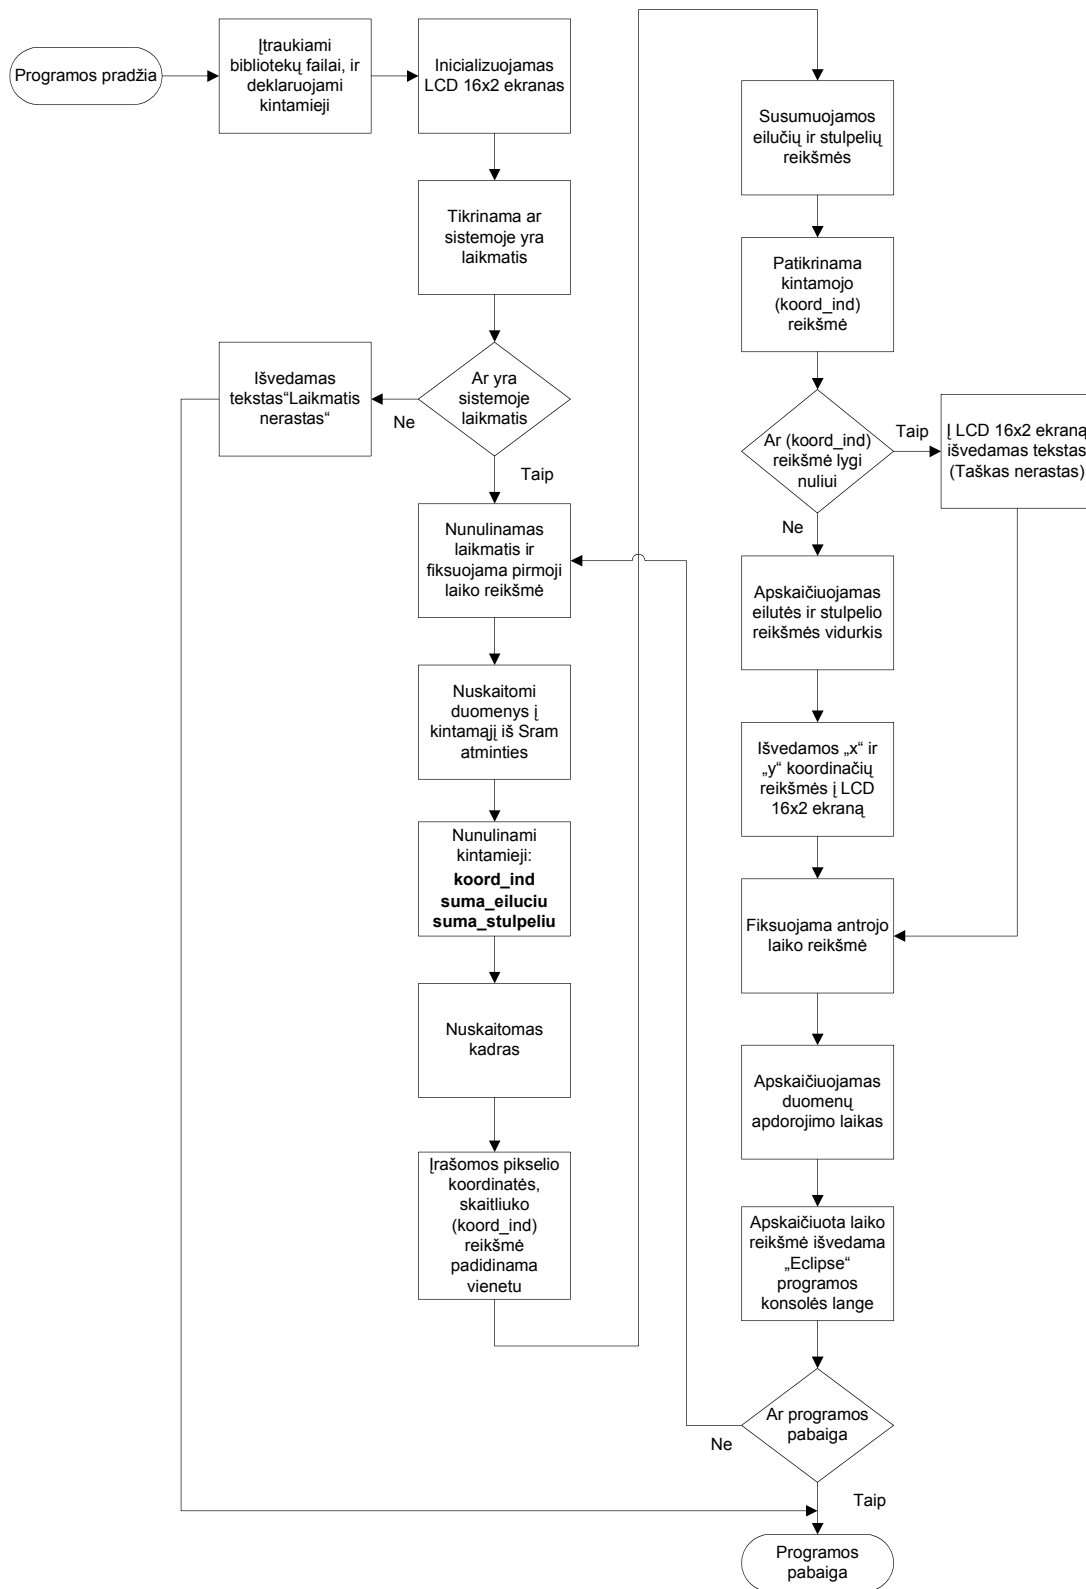 Programos pradžia
Įtraukiami
bibliotekų failai, ir
deklaruojami
kintamieji
Inicializuojamas
LCD 16x2 ekranas
Tikrinama ar
sistemoje yra
laikmatis
Ar yra
sistemoje
laikmatis
Ne
Išvedamas
tekstas“Laikmatis
nerastas“
Taip
Nunulinamas
laikmatis ir
fiksuojama pirmoji
laiko reikšmė
Nuskaitomi
duomenys į
kintamąjį iš Sram
atminties
Nunulinami
kintamieji:
koord_ind
suma_eiluciu
suma_stulpeliu
Nuskaitomas
kadras
Įrašomos pikselio
koordinatės,
skaitliuko
(koord_ind)
reikšmė
padidinama
vienetu
Susumuojamos
eilučių ir stulpelių
reikšmės
Patikrinama
kintamojo
(koord_ind)
reikšmė
Ar (koord_ind)
reikšmė lygi
nuliui
Taip
Į LCD 16x2 ekraną
išvedamas tekstas
(Taškas nerastas)
Ne
Apskaičiuojamas
eilutės ir stulpelio
reikšmės vidurkis
Išvedamos „x“ ir
„y“ koordinačių
reikšmės į LCD
16x2 ekraną
Fiksuojama antrojo
laiko reikšmė
Apskaičiuojamas
duomenų
apdorojimo laikas
Apskaičiuota laiko
reikšmė išvedama
„Eclipse“
programos
konsolės lange
Ar programos
pabaiga
Ne
Taip
Programos
pabaiga